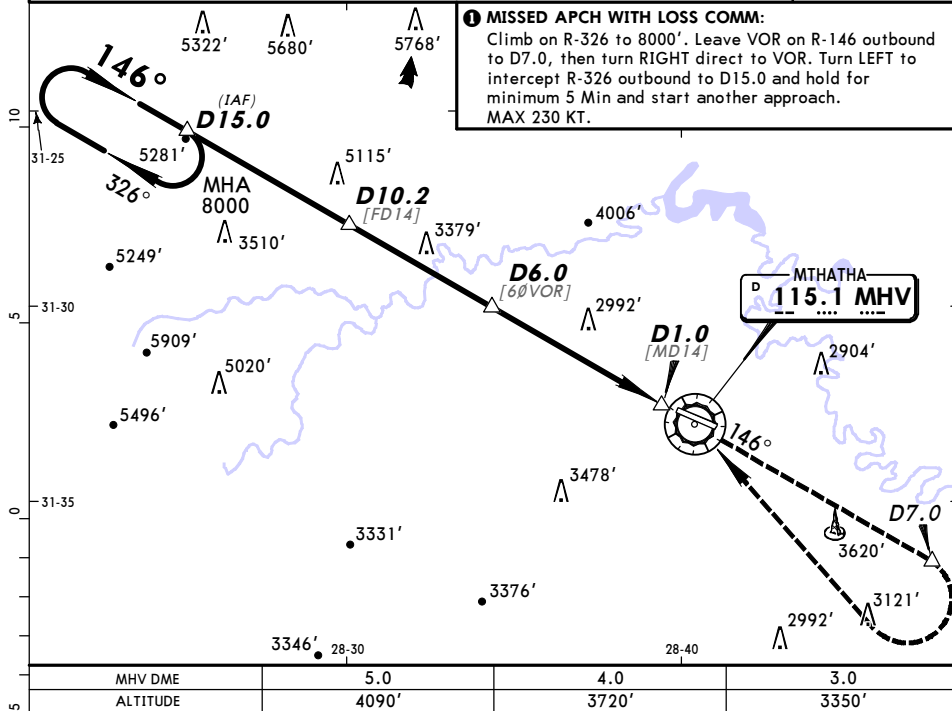 ❶ MISSED APCH WITH LOSS COMM:
Climb on R-326 to 8000'. Leave VOR on R-146 outbound
to D7.0, then turn RIGHT direct to VOR. Turn LEFT to
intercept R-326 outbound to D15.0 and hold for
minimum 5 Min and start another approach.
MAX 230 KT.
5322'
5680'
5768'
146°
(IAF)
D15.0
10
31-25
5281'
326°
MHA
8000
5115'
D10.2
[FD14]
3510'
3379'
4006'
5249'
D6.0
[6ØVOR]
MTHATHA
D 115.1 MHV
31-30
5
2992'
D1.0
[MD14]
2904'
5909'
5020'
5496'
146°
3478'
31-35
0
D7.0
3331'
3620'
3376'
3121'
2992'
3346'
28-30
28-40
MHV DME 5.0 4.0 3.0
ALTITUDE 4090' 3720' 3350'
5